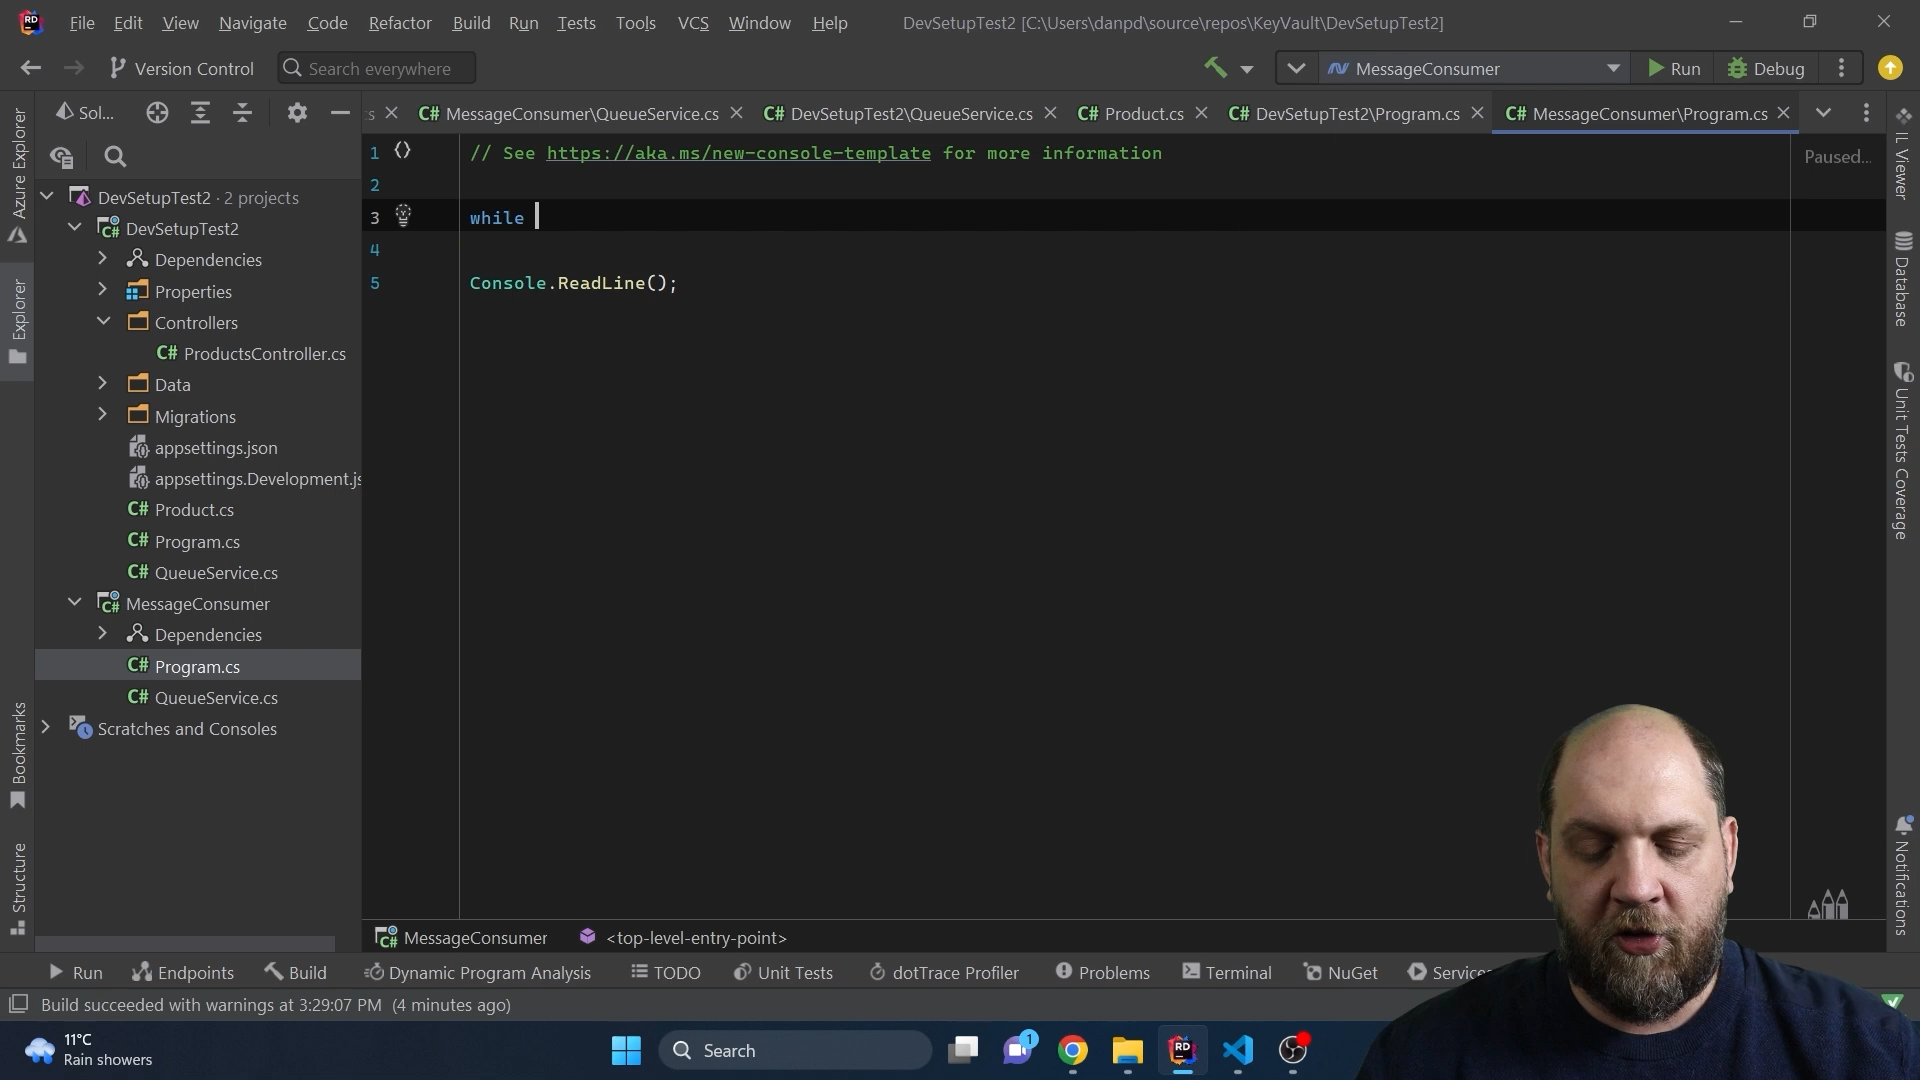 File Edit View Navigate Code Refactor Build Run Tests Tools VCS Window Help DevSetupTest2 [C:\Users\danpd\source\repos\KeyVault\DevSetupTest2]
Version Control Search everywhere MessageConsumer Run Debug
Sol... cs MessageConsumer\QueueService.cs DevSetupTest2\QueueService.cs Product.cs DevSetupTest2\Program.cs MessageConsumer\Program.cs
Azure Explorer
Explorer
Bookmarks
Structure
DevSetupTest2 · 2 projects
DevSetupTest2
Dependencies
Properties
Controllers
C# ProductsController.cs
Data
Migrations
appsettings.json
appsettings.Development.js
C# Product.cs
C# Program.cs
C# QueueService.cs
MessageConsumer
Dependencies
C# Program.cs
C# QueueService.cs
Scratches and Consoles
1 // See https://aka.ms/new-console-template for more information
2
3 while
4
5 Console.ReadLine();
Paused...
IL Viewer
Database
Unit Tests Coverage
Notifications
MessageConsumer <top-level-entry-point>
Run Endpoints Build Dynamic Program Analysis TODO Unit Tests dotTrace Profiler Problems Terminal NuGet Services
Build succeeded with warnings at 3:29:07 PM (4 minutes ago)
11°C
Rain showers
Search
1
RD